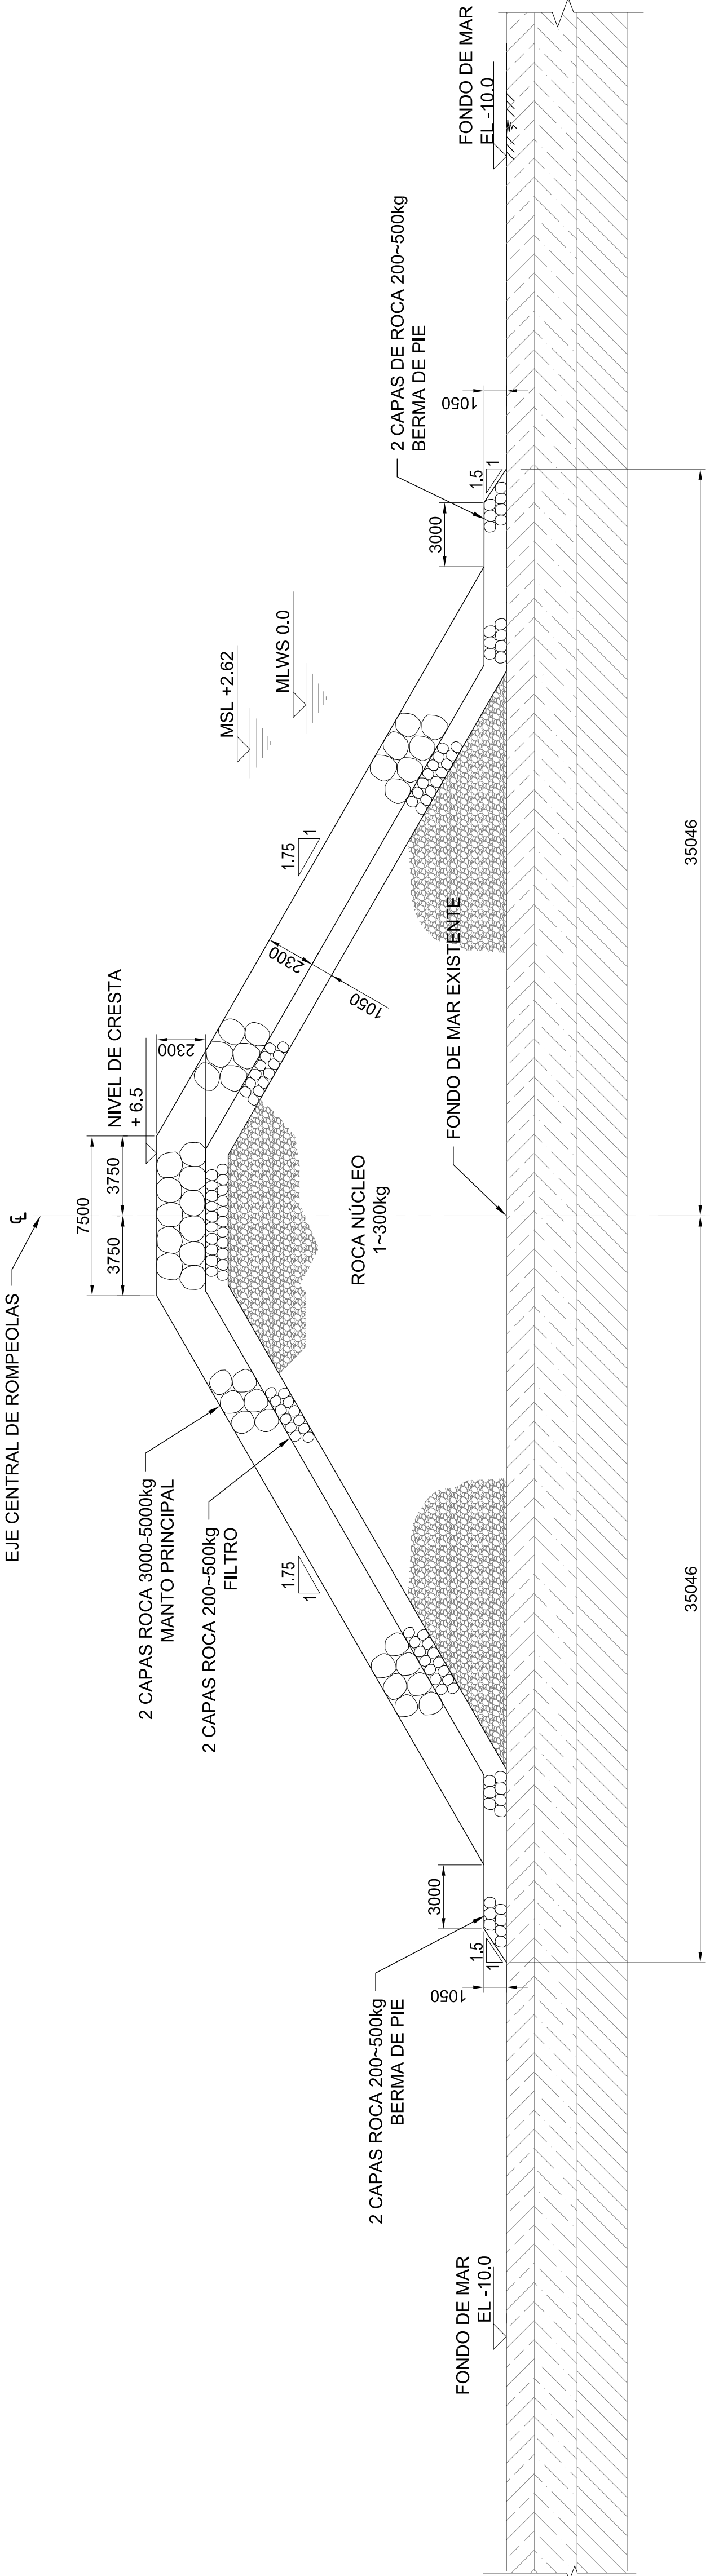 EJE CENTRAL DE ROMPEOLAS
℄
7500
3750
3750
NIVEL DE CRESTA
+ 6.5
2300
MSL +2.62
MLWS 0.0
2 CAPAS ROCA 3000-5000kg
MANTO PRINCIPAL
2 CAPAS ROCA 200~500kg
FILTRO
1.75
1
1.75
1
2300
1050
ROCA NÚCLEO
1~300kg
FONDO DE MAR EXISTENTE
2 CAPAS ROCA 200~500kg
BERMA DE PIE
3000
1.5
1
1050
2 CAPAS DE ROCA 200~500kg
BERMA DE PIE
3000
1.5
1
1050
FONDO DE MAR
EL -10.0
FONDO DE MAR
EL -10.0
35046
35046